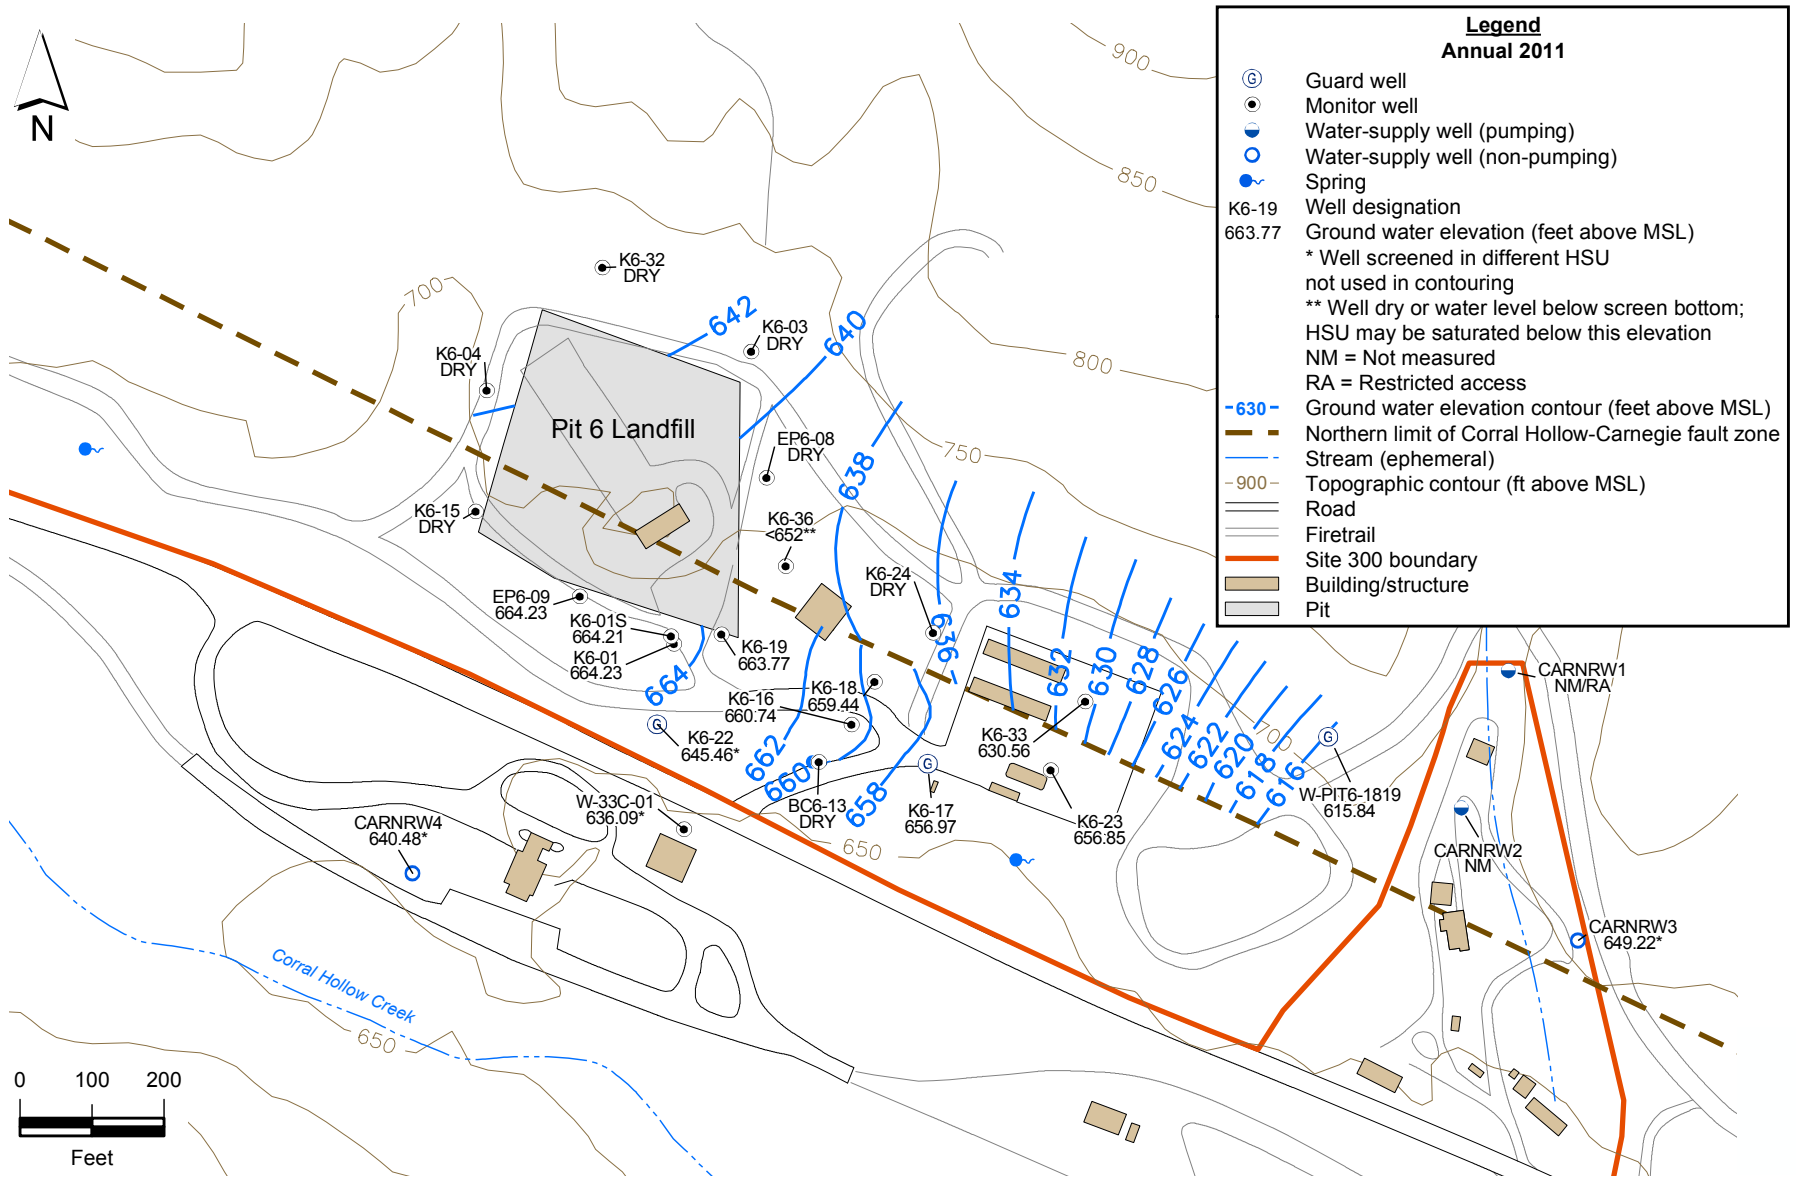 Legend
Annual 2011
G Guard well
Monitor well
Water-supply well (pumping)
Water-supply well (non-pumping)
Spring
K6-19 Well designation
663.77 Ground water elevation (feet above MSL)
* Well screened in different HSU
not used in contouring
** Well dry or water level below screen bottom;
HSU may be saturated below this elevation
NM = Not measured
RA = Restricted access
630 Ground water elevation contour (feet above MSL)
Northern limit of Corral Hollow-Carnegie fault zone
Stream (ephemeral)
900 Topographic contour (ft above MSL)
Road
Firetrail
Site 300 boundary
Building/structure
Pit
N
900
850
800
750
700
700
650
650
K6-32
DRY
642
640
K6-03
DRY
K6-04
DRY
Pit 6 Landfill
EP6-08
DRY
638
K6-15
DRY
K6-36
<652**
K6-24
DRY
636
634
632
630
628
626
624
622
620
618
616
EP6-09
664.23
K6-01S
664.21
K6-01
664.23
K6-19
663.77
664
K6-18
659.44
K6-16
660.74
G
K6-22
645.46*
662
660
658
BC6-13
DRY
G
K6-17
656.97
K6-33
630.56
K6-23
656.85
G
W-PIT6-1819
615.84
W-33C-01
636.09*
CARNRW4
640.48*
CARNRW1
NM/RA
CARNRW2
NM
CARNRW3
649.22*
Corral Hollow Creek
0 100 200
Feet